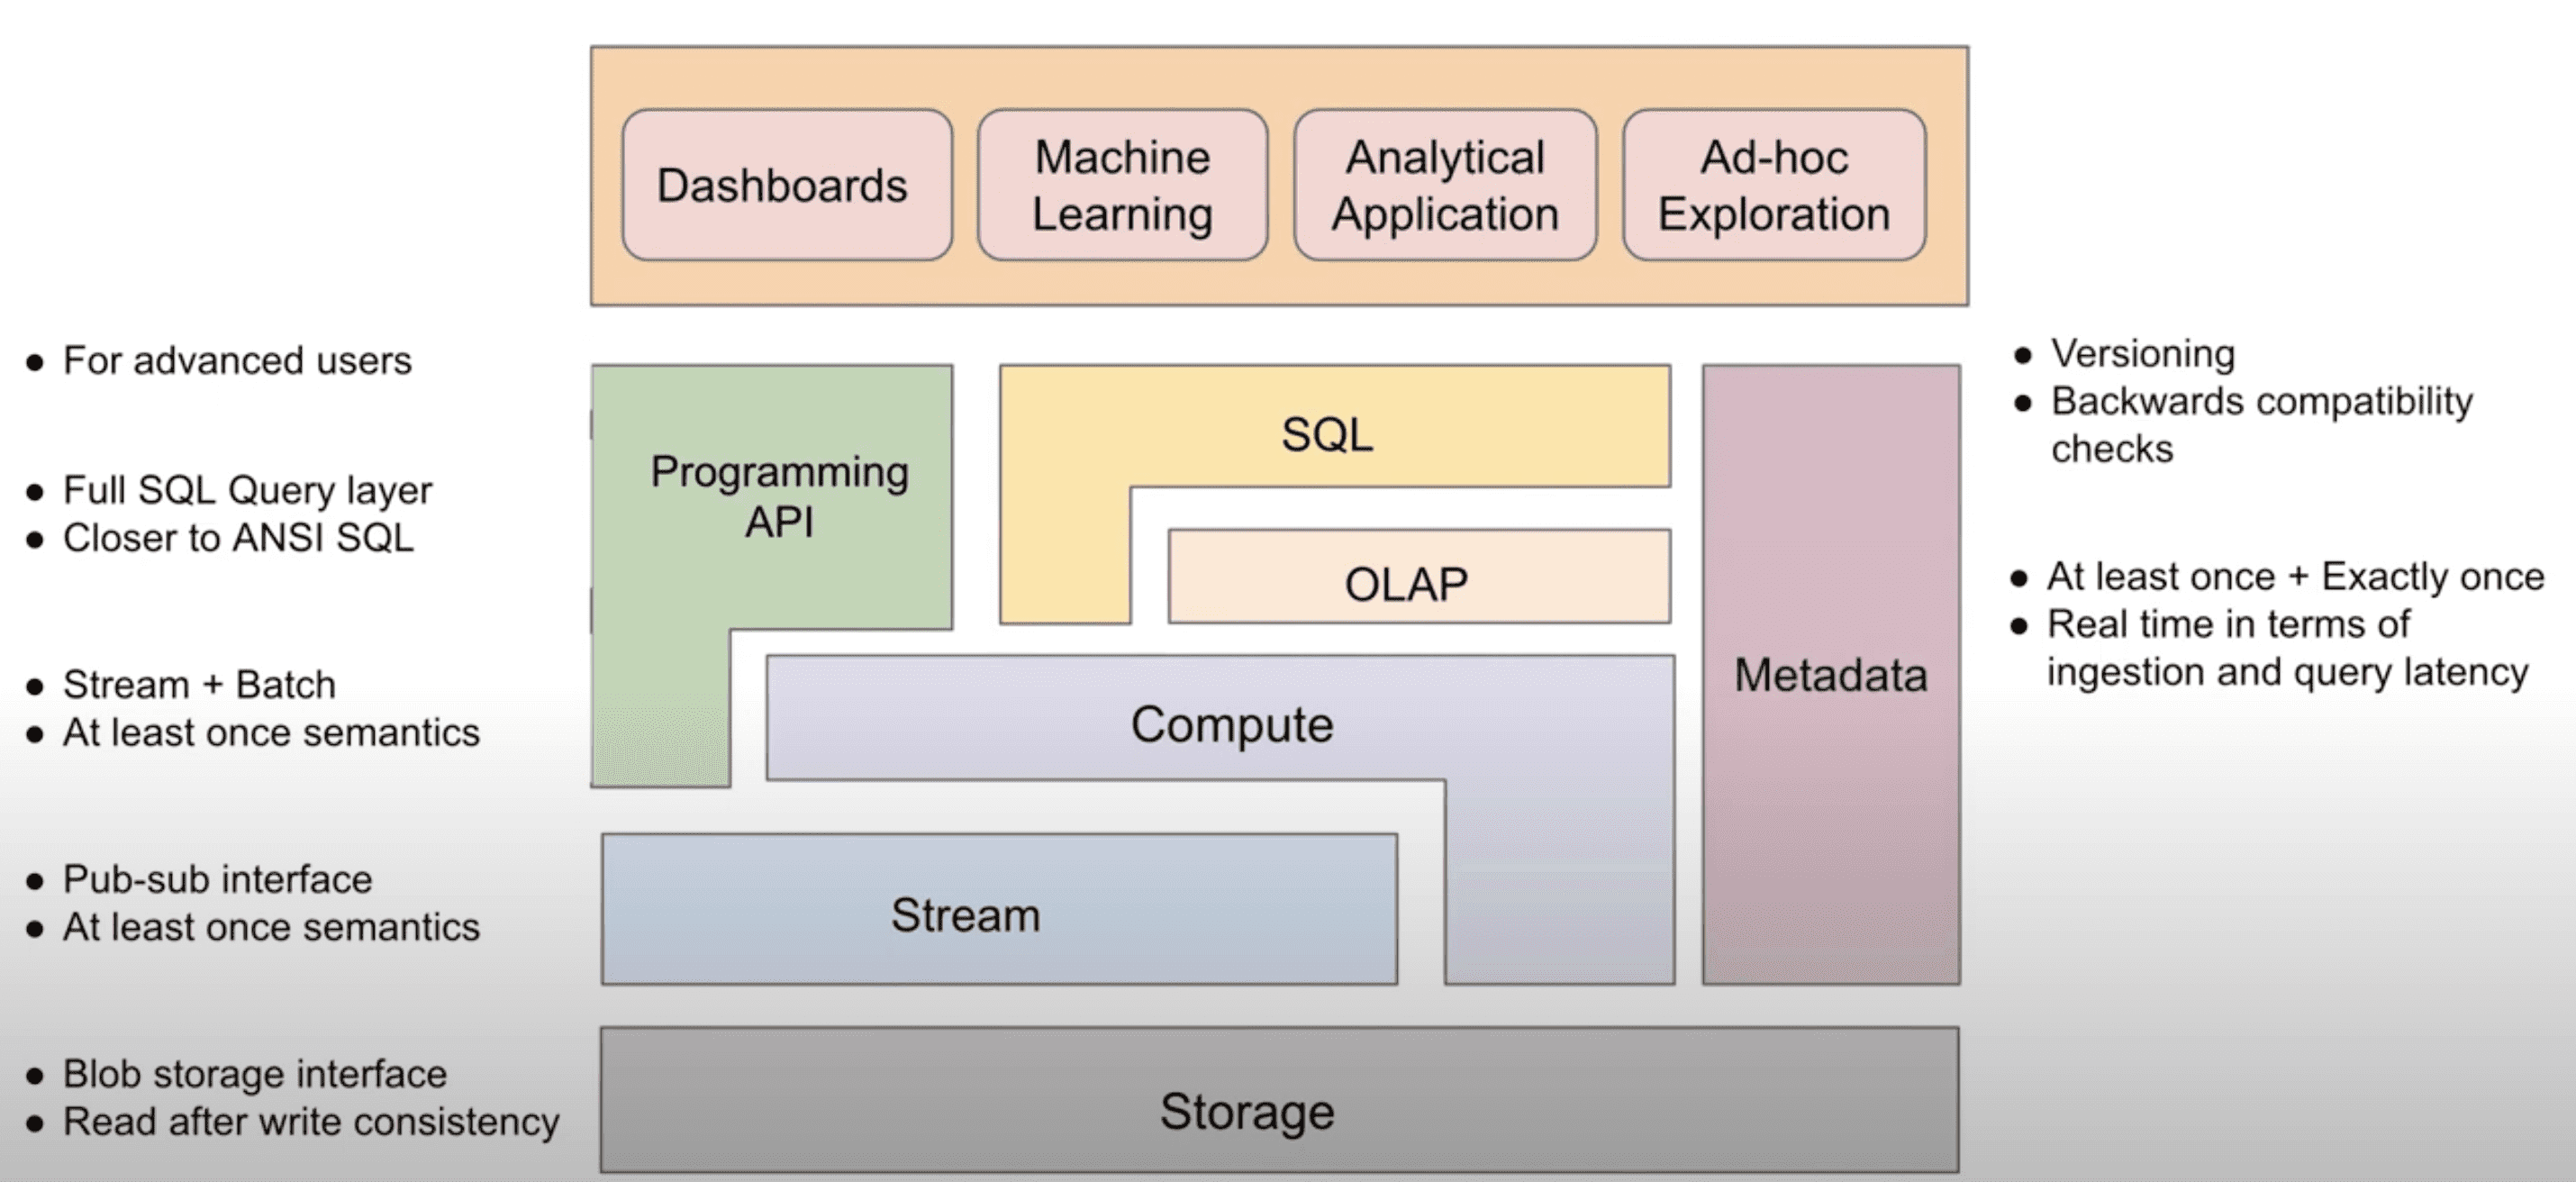 Dashboards
Machine
Learning
Analytical
Application
Ad-hoc
Exploration
For advanced users
Full SQL Query layer
Closer to ANSI SQL
Stream + Batch
At least once semantics
Pub-sub interface
At least once semantics
Blob storage interface
Read after write consistency
Programming
API
SQL
OLAP
Compute
Stream
Storage
Metadata
Versioning
Backwards compatibility
checks
At least once + Exactly once
Real time in terms of
ingestion and query latency